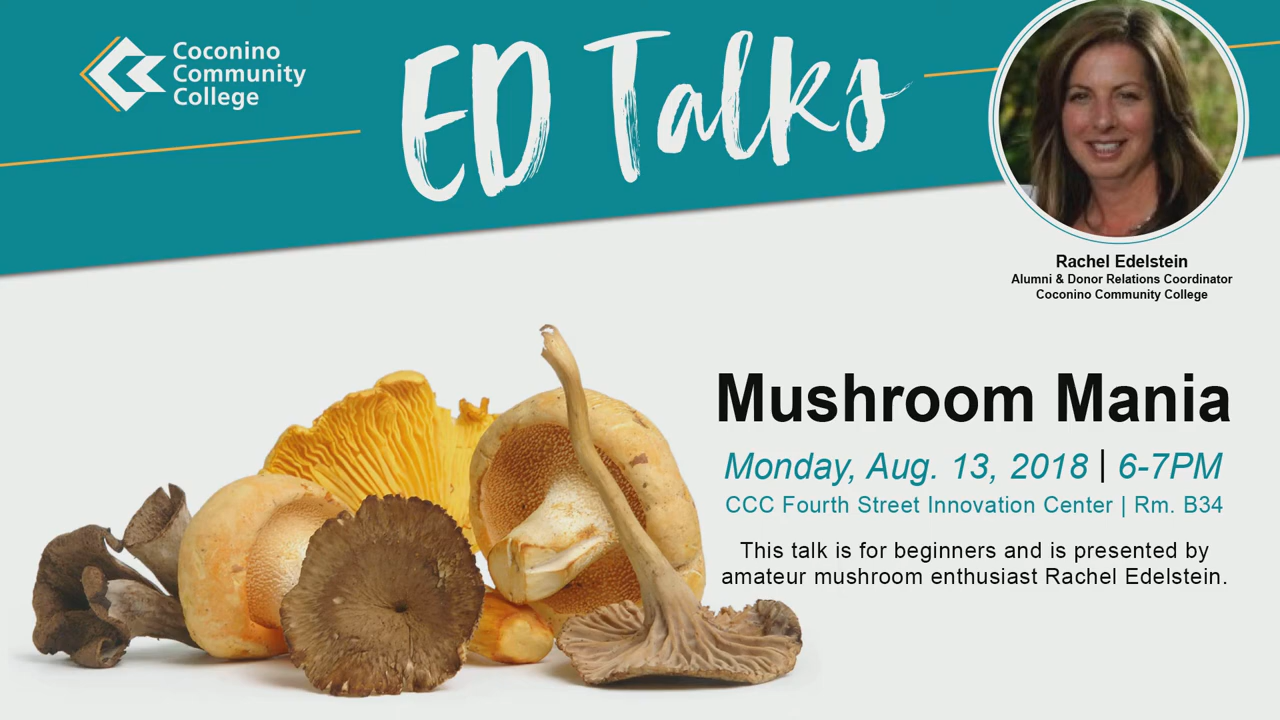 Coconino
Community
College
ED Talks
Rachel Edelstein
Alumni & Donor Relations Coordinator
Coconino Community College
Mushroom Mania
Monday, Aug. 13, 2018 | 6-7PM
CCC Fourth Street Innovation Center | Rm. B34
This talk is for beginners and is presented by
amateur mushroom enthusiast Rachel Edelstein.